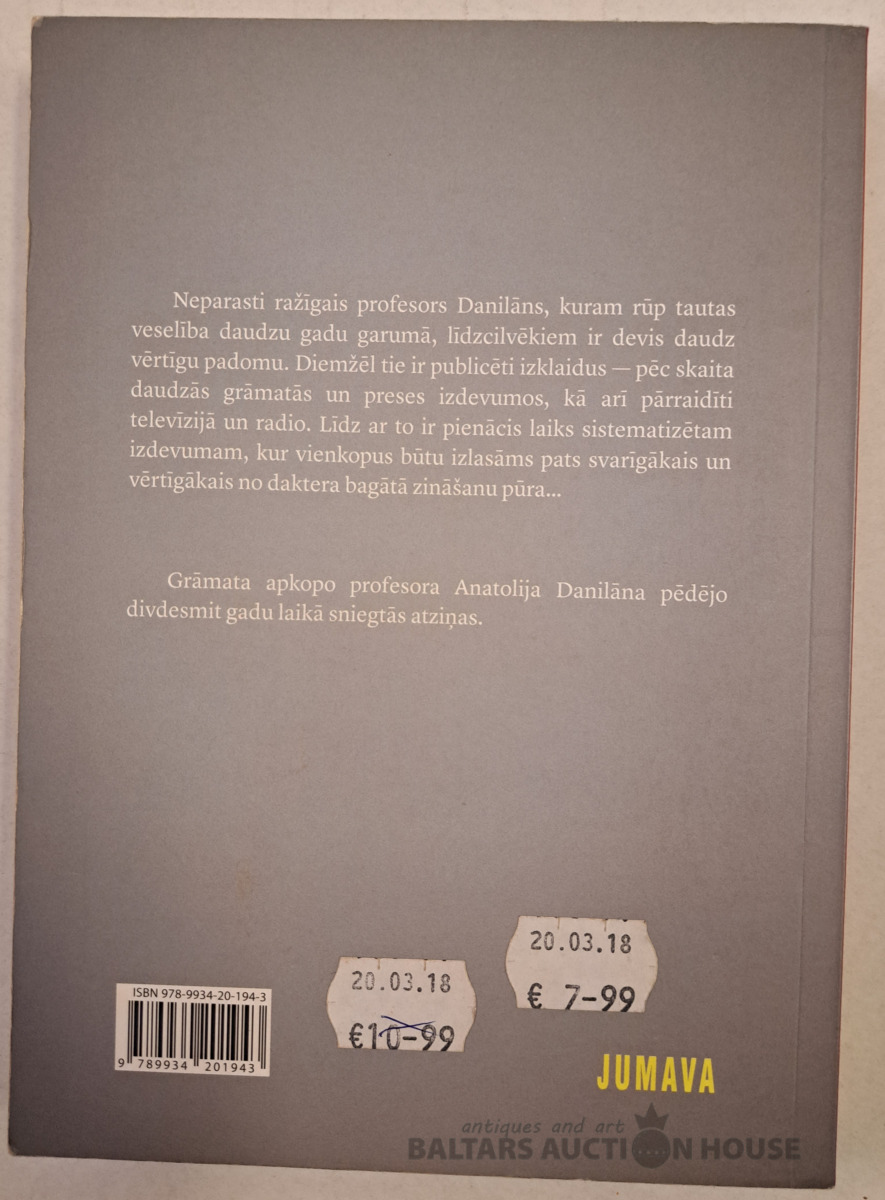 Neparasti ražīgais profesors Danilāns, kuram rūp tautas
veselība daudzu gadu garumā, līdzcilvēkiem ir devis daudz
vērtīgu padomu. Diemžēl tie ir publicēti izklaidus — pēc skaita
daudzās grāmatās un preses izdevumos, kā arī pārraidīti
televīzijā un radio. Līdz ar to ir pienācis laiks sistematizētam
izdevumam, kur vienkopus būtu izlasāms pats svarīgākais un
vērtīgākais no daktera bagātā zināšanu pūra...
Grāmata apkopo profesora Anatolija Danilāna pēdējo
divdesmit gadu laikā sniegtās atziņas.
20.03.18
€ 7-99
20.03.18
€10-99
ISBN 978-9934-20-194-3
9 789934 201943
JUMAVA
antiques and art
BALTARS AUCTION HOUSE